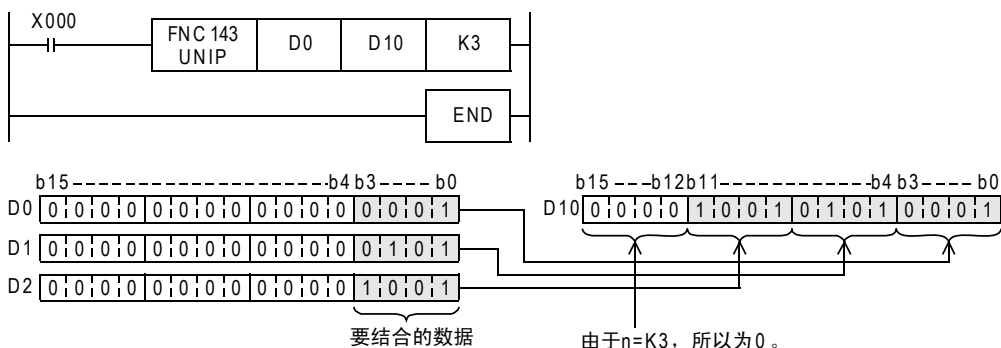 X000
FNC 143
UNIP
D0
D10
K3
END
b15 b4 b3 b0
D0 0 0 0 0 0 0 0 0 0 0 0 0 0 0 0 1
D1 0 0 0 0 0 0 0 0 0 0 0 0 0 1 0 1
D2 0 0 0 0 0 0 0 0 0 0 0 0 1 0 0 1
要结合的数据
b15 b12 b11 b4 b3 b0
D10 0 0 0 0 1 0 0 1 0 1 0 1 0 0 0 1
由于n=K3，所以为0。